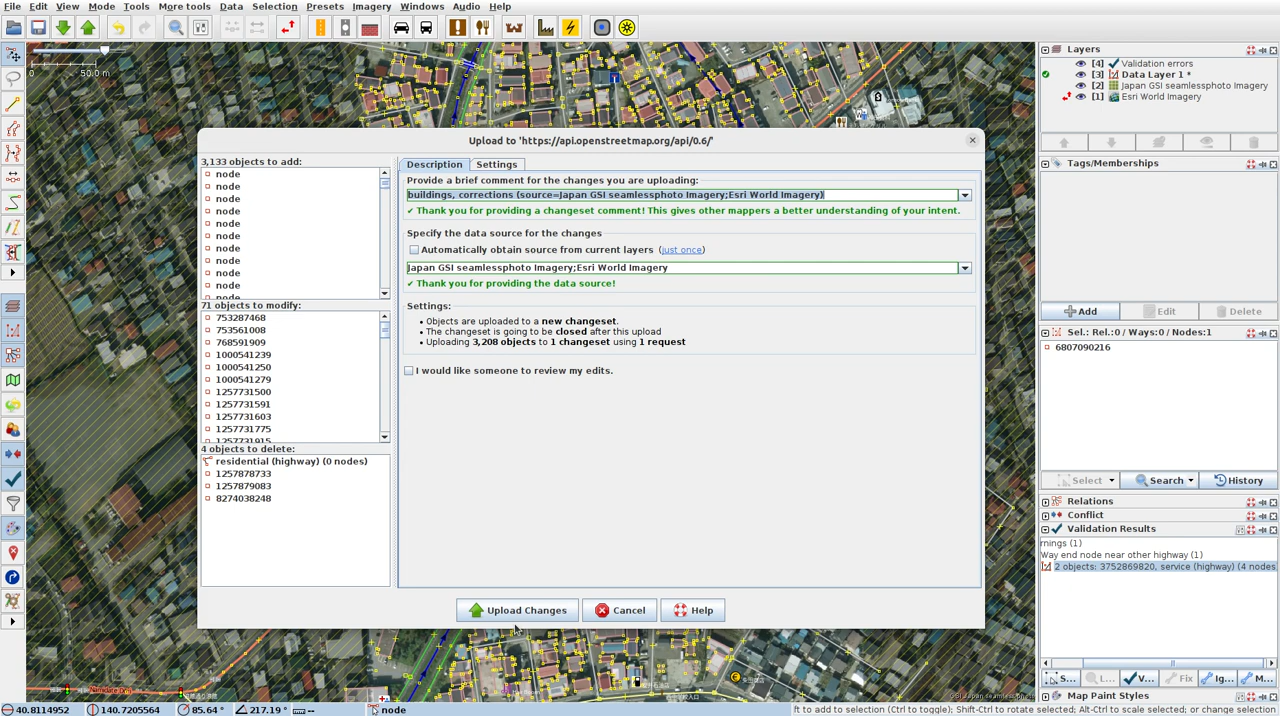 File Edit View Mode Tools More tools Data Selection Presets Imagery Windows Audio Help
0 50.0 m
Layers
[4] Validation errors
[3] Data Layer 1 *
[2] Japan GSI seamlessphoto Imagery
[1] Esri World Imagery
Tags/Memberships
Add Edit Delete
Sel.: Rel.:0 / Ways:0 / Nodes:1
6807090216
Select Search History
Relations
Conflict
Validation Results
rnings (1)
Way end node near other highway (1)
2 objects: 3752869820, service (highway) (4 nodes
S... L... V... Fix Ig... M...
Map Paint Styles
Upload to 'https://api.openstreetmap.org/api/0.6/'
3,133 objects to add:
node
node
node
node
node
node
node
node
node
node
node
71 objects to modify:
753287468
753561008
768591909
1000541239
1000541250
1000541279
1257731500
1257731591
1257731603
1257731775
1257731915
4 objects to delete:
residential (highway) (0 nodes)
1257878733
1257879083
8274038248
Description Settings
Provide a brief comment for the changes you are uploading:
buildings, corrections (source=Japan GSI seamlessphoto Imagery;Esri World Imagery)
✔ Thank you for providing a changeset comment! This gives other mappers a better understanding of your intent.
Specify the data source for the changes
Automatically obtain source from current layers (just once)
Japan GSI seamlessphoto Imagery;Esri World Imagery
✔ Thank you for providing the data source!
Settings:
• Objects are uploaded to a new changeset.
• The changeset is going to be closed after this upload
• Uploading 3,208 objects to 1 changeset using 1 request
I would like someone to review my edits.
Upload Changes Cancel Help
40.8114952 140.7205564 85.64 ° 217.19 ° -- node
ft to add to selection (Ctrl to toggle); Shift-Ctrl to rotate selected; Alt-Ctrl to scale selected; or change selection